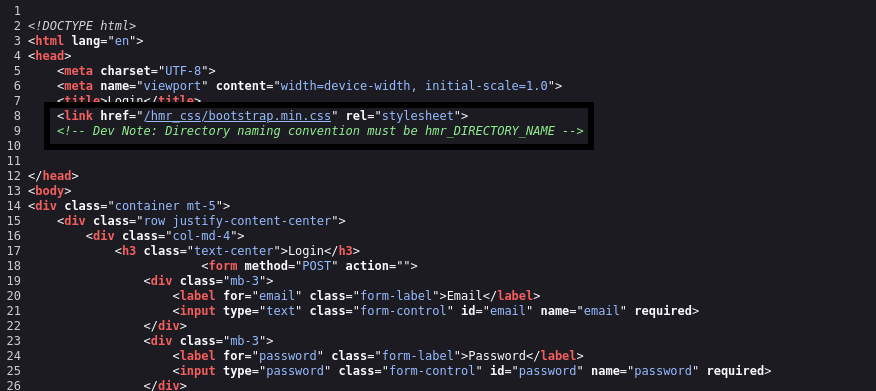 1
2 <!DOCTYPE html>
3 <html lang="en">
4 <head>
5 <meta charset="UTF-8">
6 <meta name="viewport" content="width=device-width, initial-scale=1.0">
7 <title>Login</title>
8 <link href="/hmr_css/bootstrap.min.css" rel="stylesheet">
9 <!-- Dev Note: Directory naming convention must be hmr_DIRECTORY_NAME -->
10
11
12 </head>
13 <body>
14 <div class="container mt-5">
15 <div class="row justify-content-center">
16 <div class="col-md-4">
17 <h3 class="text-center">Login</h3>
18 <form method="POST" action="">
19 <div class="mb-3">
20 <label for="email" class="form-label">Email</label>
21 <input type="text" class="form-control" id="email" name="email" required>
22 </div>
23 <div class="mb-3">
24 <label for="password" class="form-label">Password</label>
25 <input type="password" class="form-control" id="password" name="password" required>
26 </div>